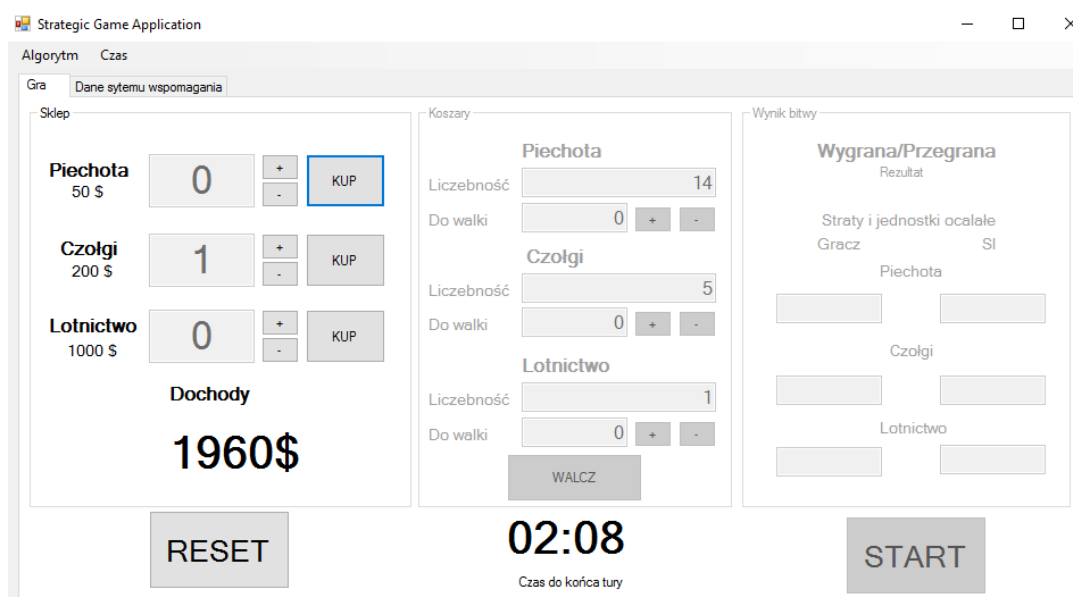 Strategic Game Application
Algorytm Czas
Gra Dane sytemu wspomagania
Sklep
Piechota
50 $
0
+
-
KUP
Czołgi
200 $
1
+
-
KUP
Lotnictwo
1000 $
0
+
-
KUP
Dochody
1960$
Koszary
Piechota
Liczebność 14
Do walki 0 + -
Czołgi
Liczebność 5
Do walki 0 + -
Lotnictwo
Liczebność 1
Do walki 0 + -
WALCZ
Wynik bitwy
Wygrana/Przegrana
Rezultat
Straty i jednostki ocalałe
Gracz SI
Piechota
Czołgi
Lotnictwo
RESET
02:08
Czas do końca tury
START